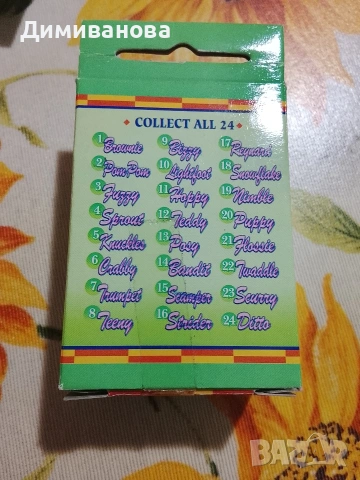 Димиванова
COLLECT ALL 24
1 Brownie
2 PomPom
3 Fuzzy
4 Sprout
5 Knuckles
6 Crabby
7 Trumpet
8 Teeny
9 Bizzy
10 Lightfoot
11 Hoppy
12 Teddy
13 Posy
14 Bandit
15 Scamper
16 Strider
17 Reynard
18 Snowflake
19 Nimble
20 Puppy
21 Flossie
22 Twaddle
23 Scurry
24 Ditto
BAZAR